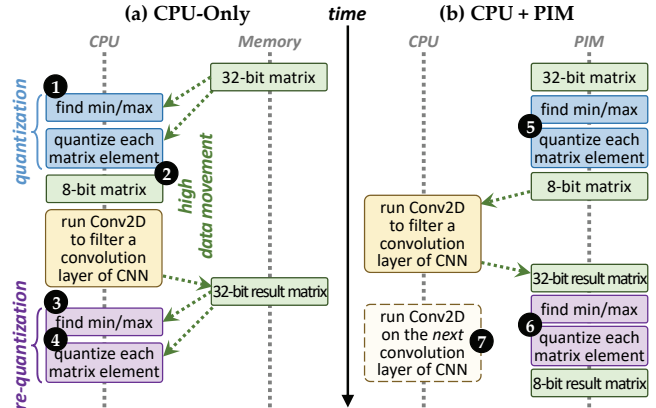 (a) CPU-Only
time
(b) CPU + PIM
CPU
Memory
CPU
PIM
quantization
1
find min/max
quantize each
matrix element
2
8-bit matrix
32-bit matrix
high
data movement
run Conv2D
to filter a
convolution
layer of CNN
32-bit result matrix
re-quantization
3
find min/max
4
quantize each
matrix element
32-bit matrix
find min/max
5
quantize each
matrix element
8-bit matrix
run Conv2D
to filter a
convolution
layer of CNN
32-bit result matrix
run Conv2D
on the next
convolution
layer of CNN
7
find min/max
6
quantize each
matrix element
8-bit result matrix